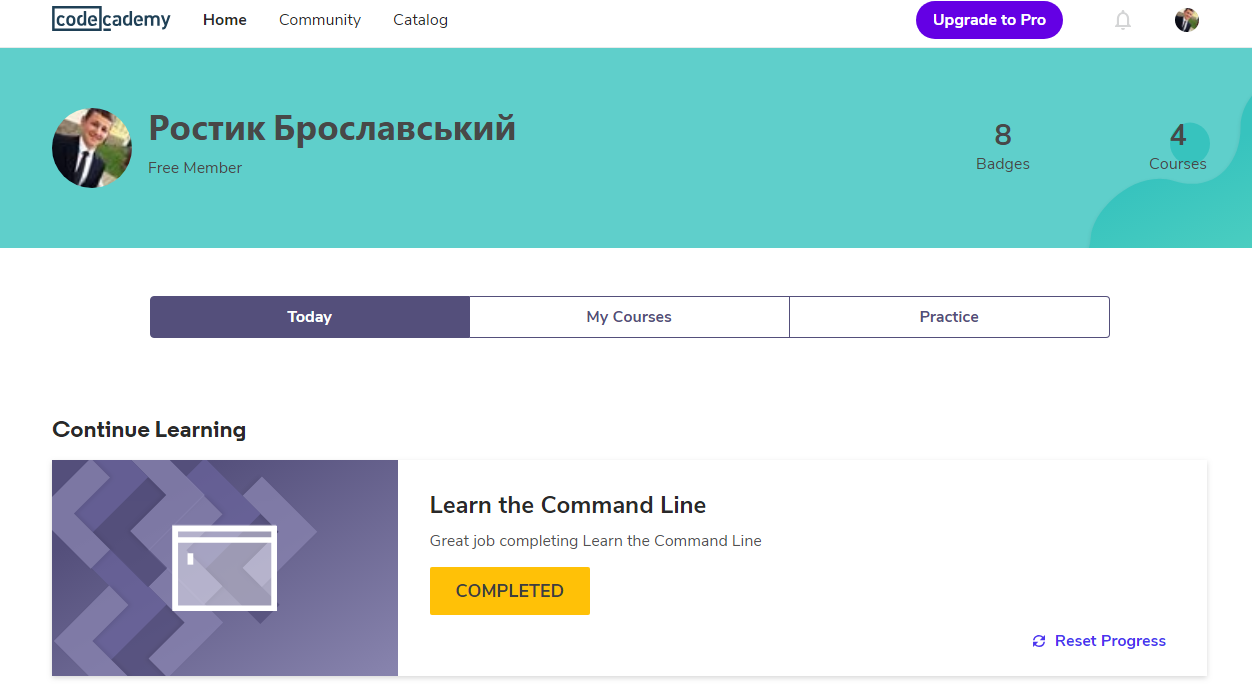 codecademy Home Community Catalog Upgrade to Pro
Ростик Брославський
Free Member
8
Badges
4
Courses
Today My Courses Practice
Continue Learning
Learn the Command Line
Great job completing Learn the Command Line
COMPLETED
Reset Progress